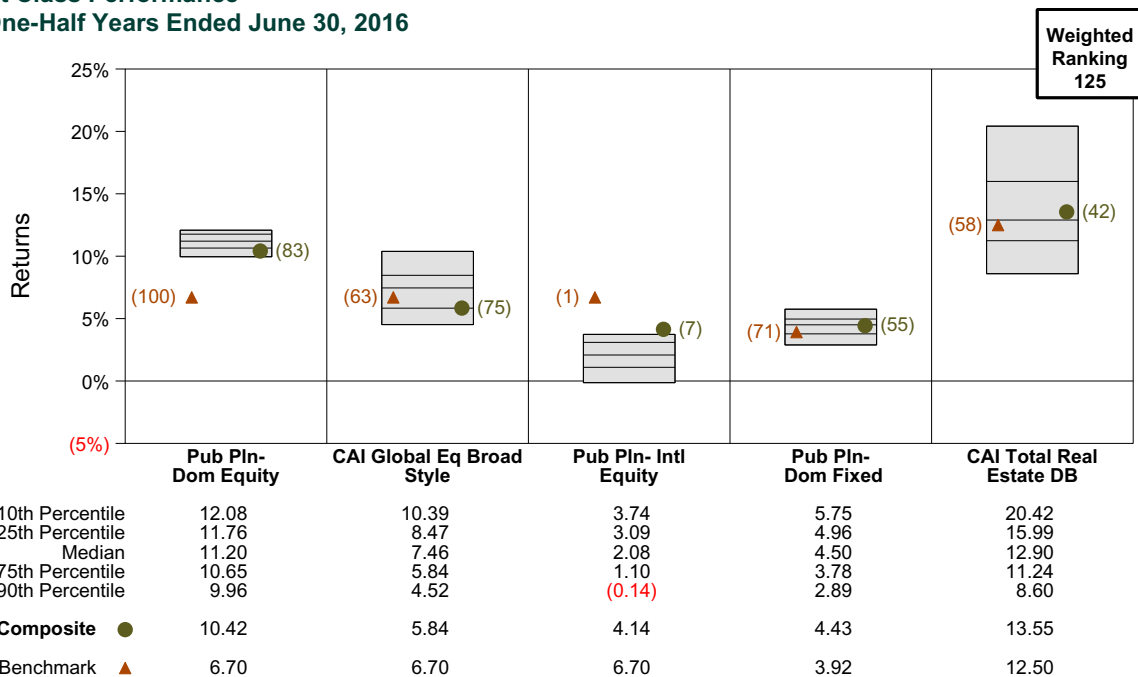 One-Half Years Ended June 30, 2016
Weighted
Ranking
125
Returns
25%
20%
15%
10%
5%
0%
(5%)
(100)
(83)
(63)
(75)
(1)
(7)
(71)
(55)
(58)
(42)
Pub Pln-
Dom Equity
CAI Global Eq Broad
Style
Pub Pln- Intl
Equity
Pub Pln-
Dom Fixed
CAI Total Real
Estate DB
10th Percentile 12.08 10.39 3.74 5.75 20.42
25th Percentile 11.76 8.47 3.09 4.96 15.99
Median 11.20 7.46 2.08 4.50 12.90
75th Percentile 10.65 5.84 1.10 3.78 11.24
90th Percentile 9.96 4.52 (0.14) 2.89 8.60
Composite 10.42 5.84 4.14 4.43 13.55
Benchmark 6.70 6.70 6.70 3.92 12.50